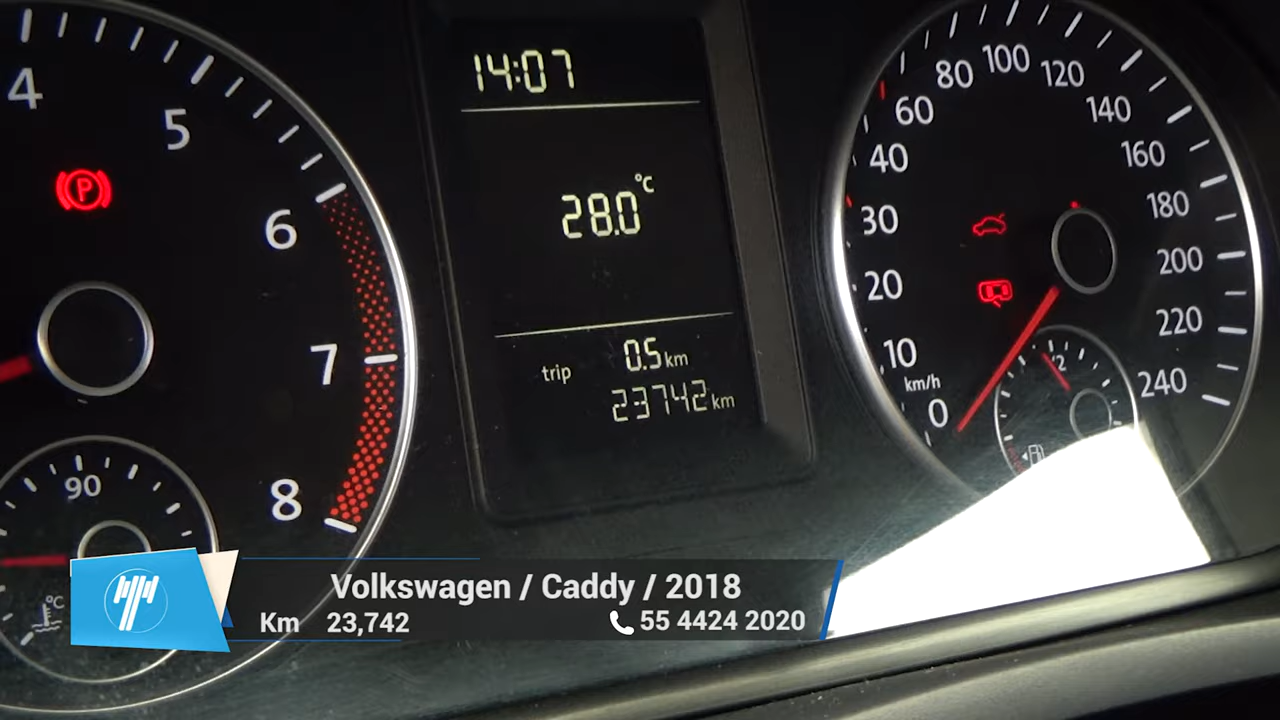 4
5
6
7
8
90
°C
P
14:07
28.0 °C
trip 0.5 km
23742 km
0
10
20
30
40
60
80
100
120
140
160
180
200
220
240
km/h
1/2
Volkswagen / Caddy / 2018
Km 23,742
55 4424 2020